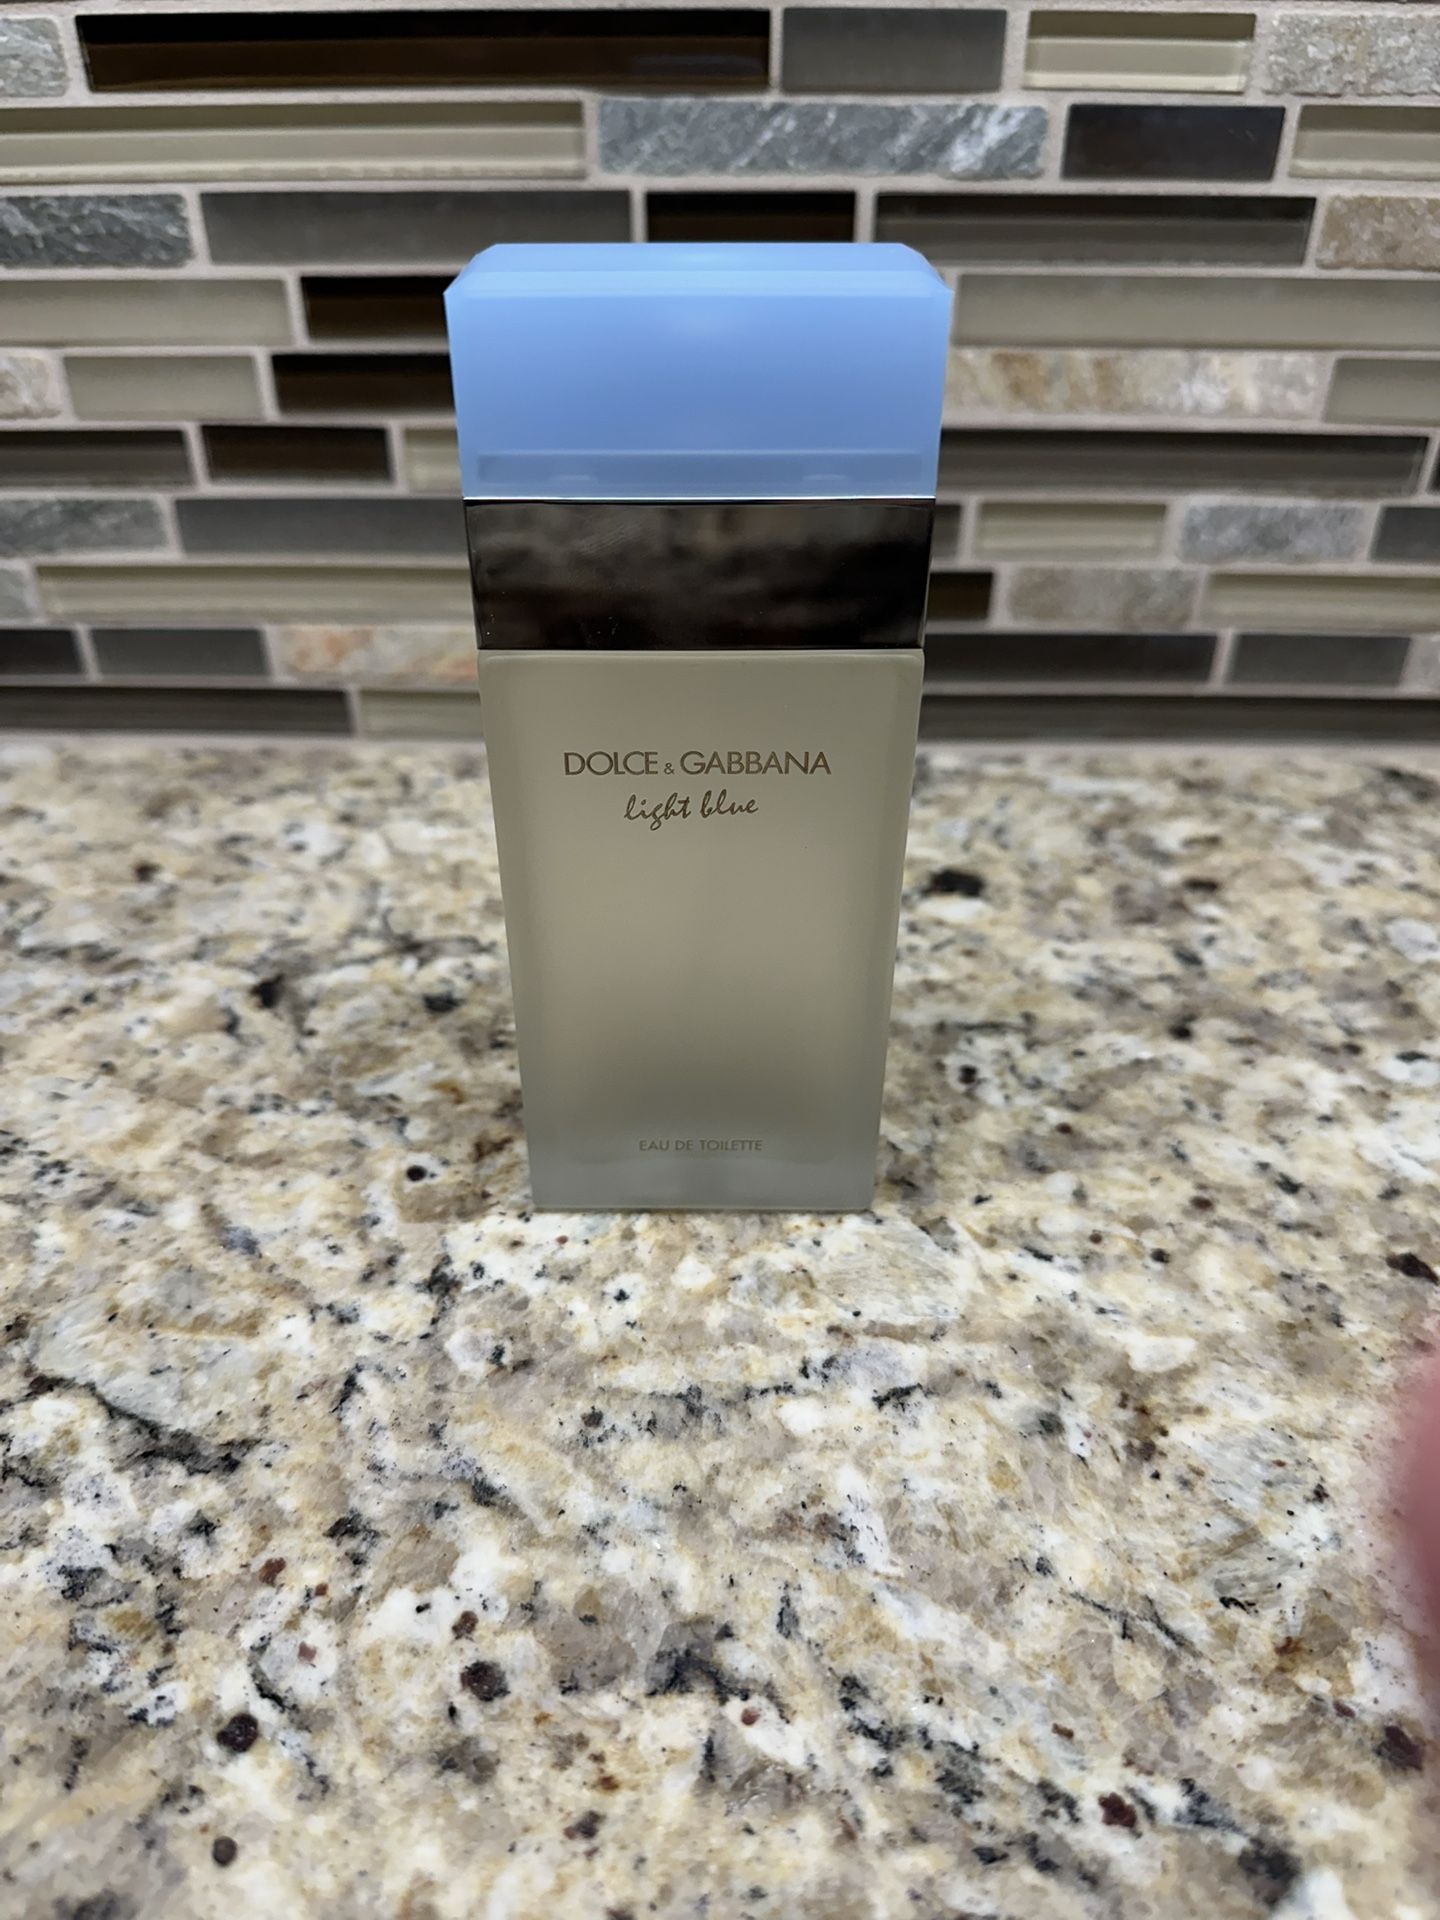 DOLCE & GABBANA
light blue
EAU DE TOILETTE